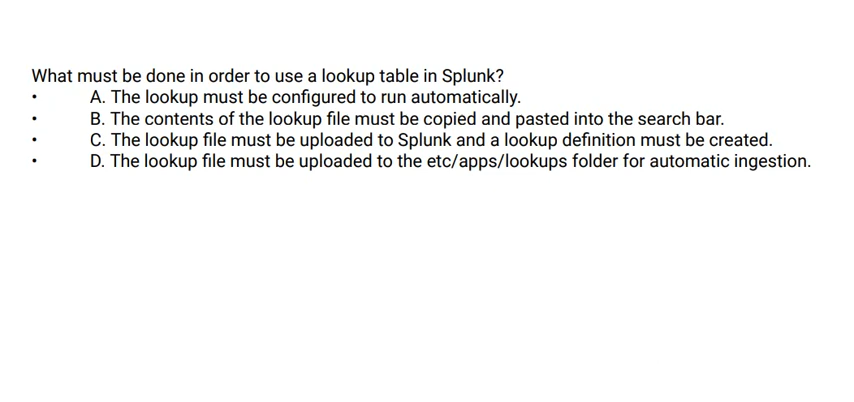 What must be done in order to use a lookup table in Splunk?
• A. The lookup must be configured to run automatically.
• B. The contents of the lookup file must be copied and pasted into the search bar.
• C. The lookup file must be uploaded to Splunk and a lookup definition must be created.
• D. The lookup file must be uploaded to the etc/apps/lookups folder for automatic ingestion.